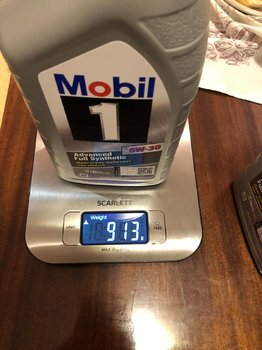 Mobil
1
5W-30
Advanced
Full Synthetic
SCARLETT
Weight
913
UNIT
TARE